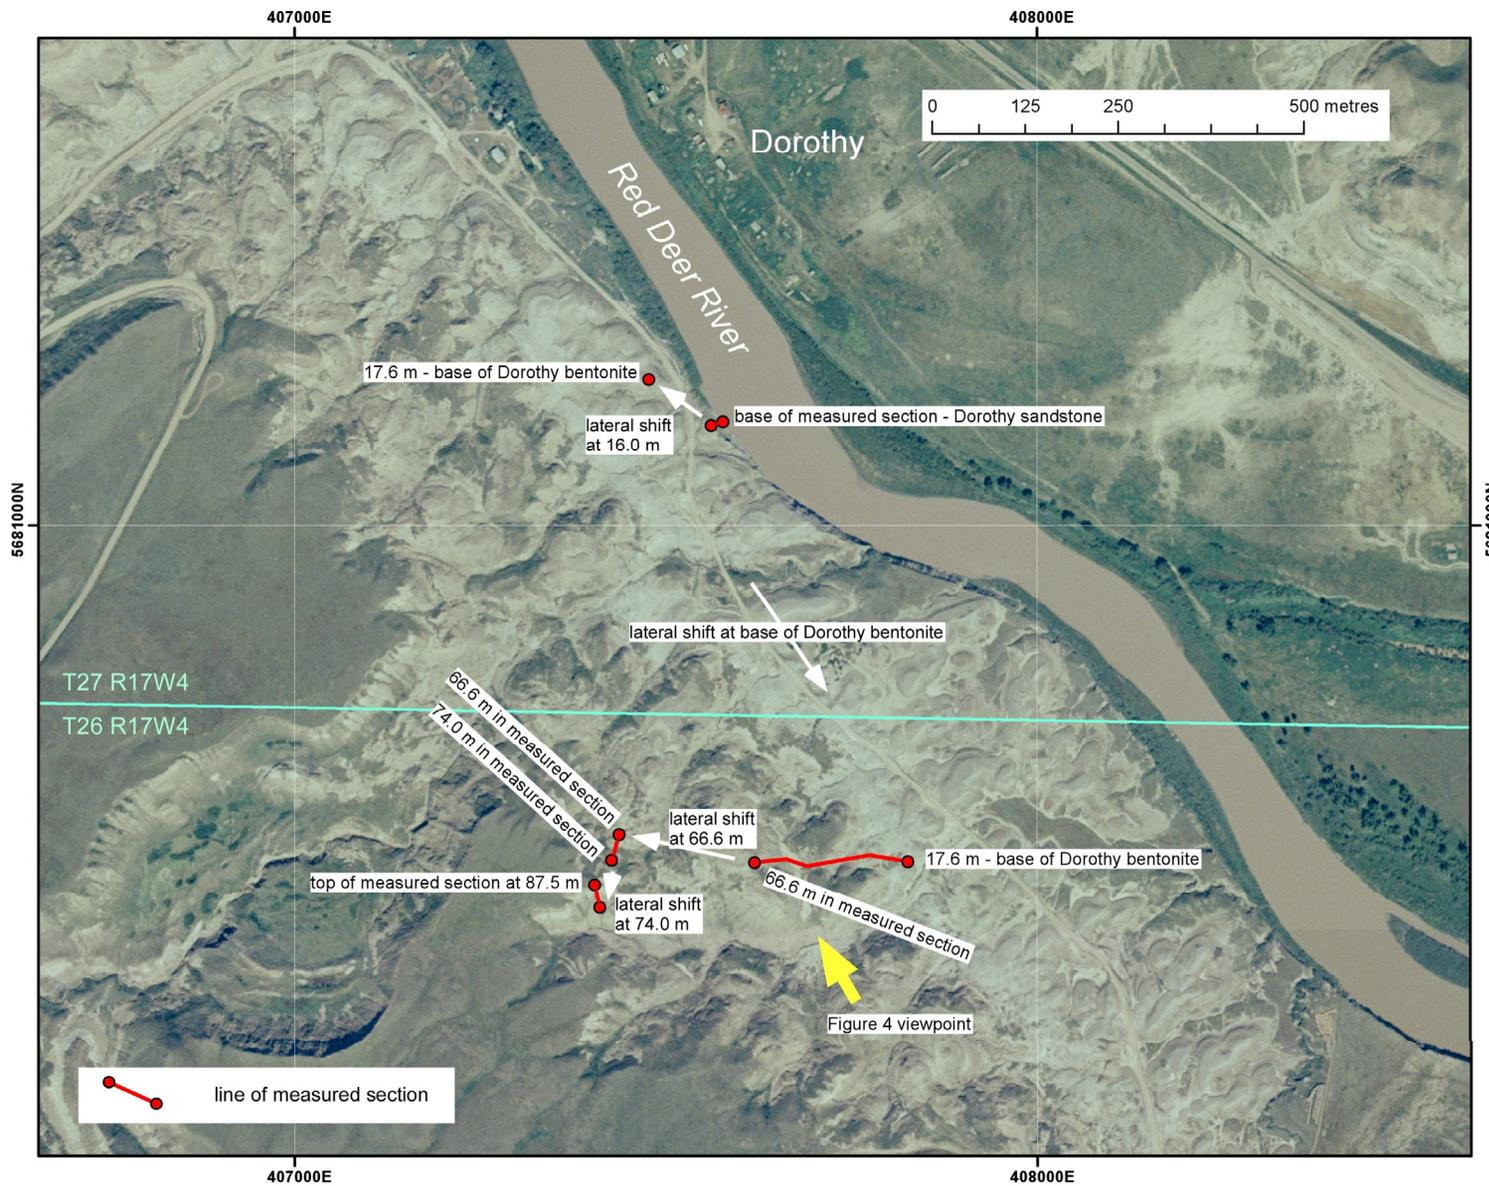 407000E
408000E
0 125 250 500 metres
Dorothy
Red Deer River
17.6 m - base of Dorothy bentonite
base of measured section - Dorothy sandstone
lateral shift
at 16.0 m
5681000N
lateral shift at base of Dorothy bentonite
T27 R17W4
T26 R17W4
66.6 m in measured section
74.0 m in measured section
lateral shift
at 66.6 m
17.6 m - base of Dorothy bentonite
66.6 m in measured section
top of measured section at 87.5 m
lateral shift
at 74.0 m
Figure 4 viewpoint
line of measured section
407000E
408000E